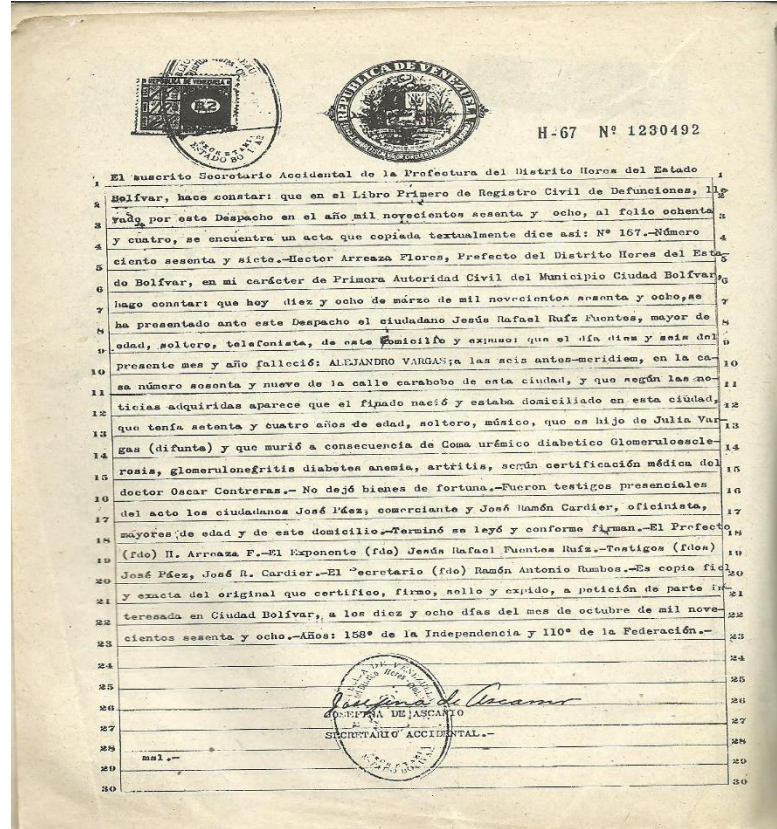 REPUBLICA DE VENEZUELA
H-67 Nº 1230492
El suscrito Secretario Accidental de la Prefectura del Distrito Heres del Estado
Bolívar, hace constar: que en el Libro Primero de Registro Civil de Defunciones, lle-
vado por este Despacho en el año mil novecientos sesenta y ocho, al folio ochenta
y cuatro, se encuentra un acta que copiada textualmente dice asi: Nº 167.-Número
ciento sesenta y siete.-Hector Arreaza Flores, Prefecto del Distrito Heres del Esta-
do Bolívar, en mi carácter de Primera Autoridad Civil del Municipio Ciudad Bolívar,
hago constar: que hoy diez y ocho de márzo de mil novecientos sesenta y ocho,se
ha presentado ante este Despacho el ciudadano Jesús Rafael Ruíz Fuentes, mayor de
edad, soltero, telefonista, de este domicilio y expuso: que el día diez y seis del
presente mes y año falleció: ALEJANDRO VARGAS;a las seis antes-meridiem, en la ca-
sa número sesenta y nueve de la calle carabobo de esta ciudad, y que según las no-
ticias adquiridas aparece que el finado nació y estaba domiciliado en esta ciudad,
que tenía setenta y cuatro años de edad, soltero, músico, que es hijo de Julia Var-
gas (difunta) y que murió a consecuencia de Coma urémico diabetico Glomeruloescle-
rosis, glomerulonefritis diabetes anemia, artritis, según certificación médica del
doctor Oscar Contreras.- No dejó bienes de fortuna.-Fueron testigos presenciales
del acto los ciudadanos José Páez, comerciante y José Ramón Cardier, oficinista,
mayores de edad y de este domicilio.-Terminó se leyó y conforme firman.-El Prefecto
(fdo) H. Arreaza F.-El Exponente (fdo) Jesús Rafael Fuentes Ruíz.-Testigos (fdos)
José Páez, José R. Cardier.-El Secretario (fdo) Ramón Antonio Rumbos.-Es copia fiel
y exacta del original que certifico, firmo, sello y expido, a petición de parte in-
teresada en Ciudad Bolívar, a los diez y ocho días del mes de octubre de mil nove-
cientos sesenta y ocho.-Años: 158º de la Independencia y 110º de la Federación.-
Josefina de Ascanio
JOSEFINA DE ASCANIO
SECRETARIO ACCIDENTAL.-
msl.-